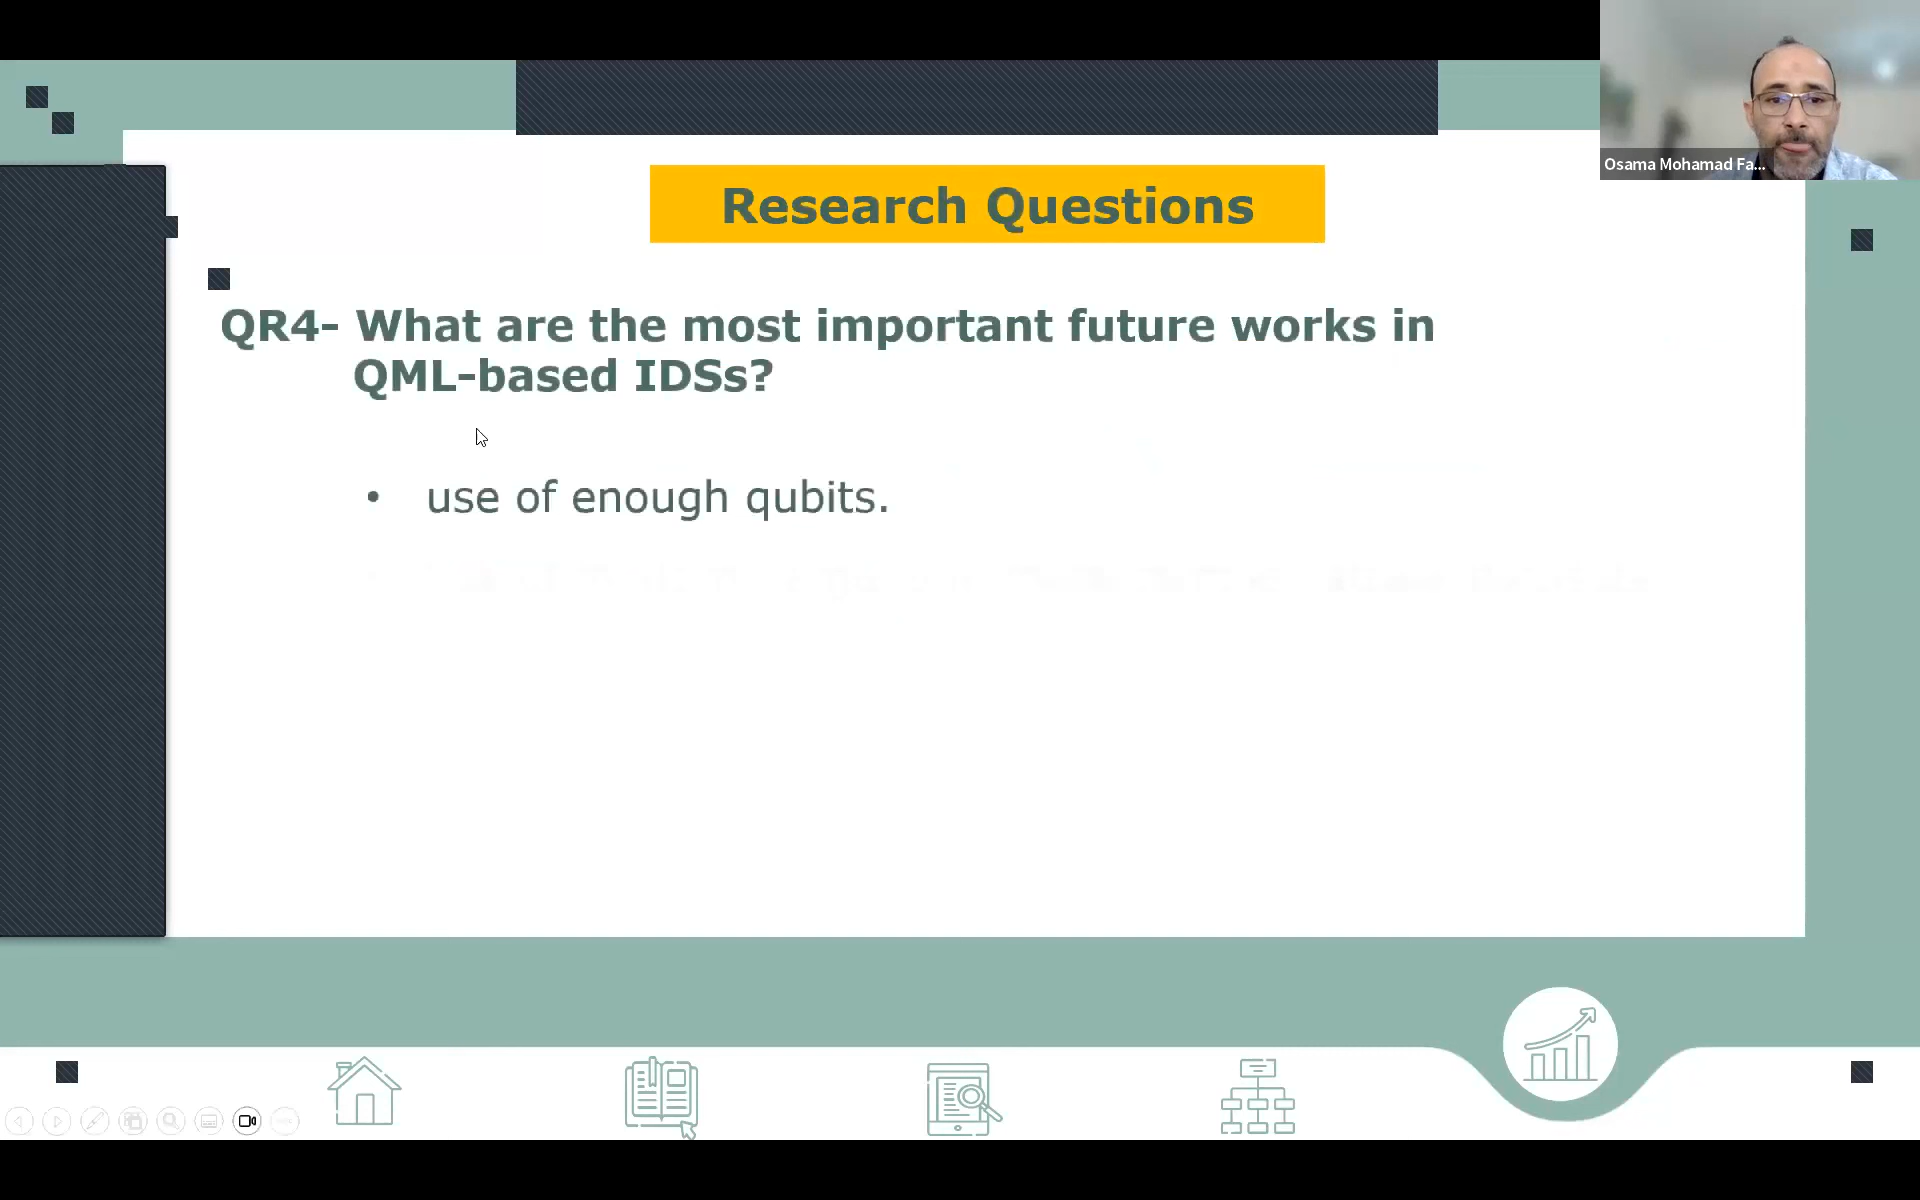 Osama Mohamad Fa...
Research Questions
QR4- What are the most important future works in
QML-based IDSs?
• use of enough qubits.